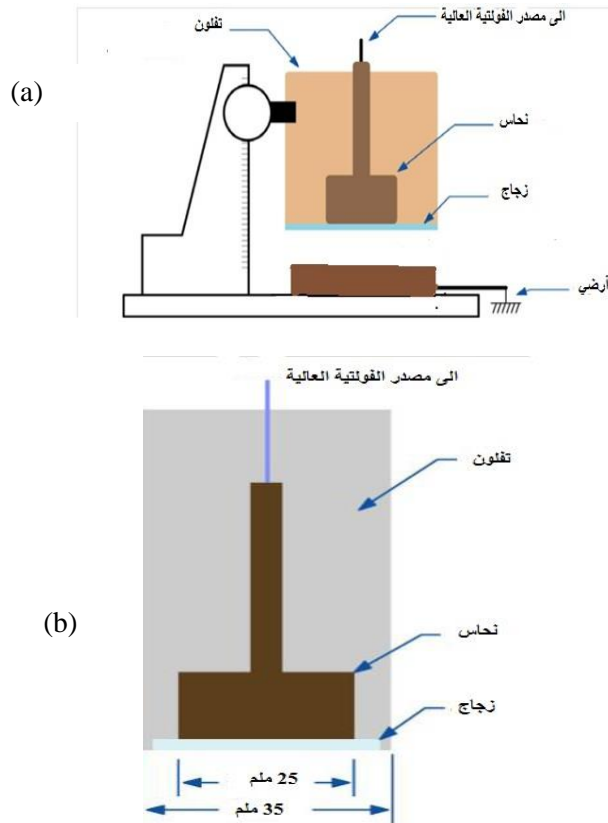 الى مصدر الفولتية العالية
تفلون
(a)
نحاس
زجاج
أرضي
الى مصدر الفولتية العالية
تفلون
(b)
نحاس
زجاج
25 ملم
35 ملم